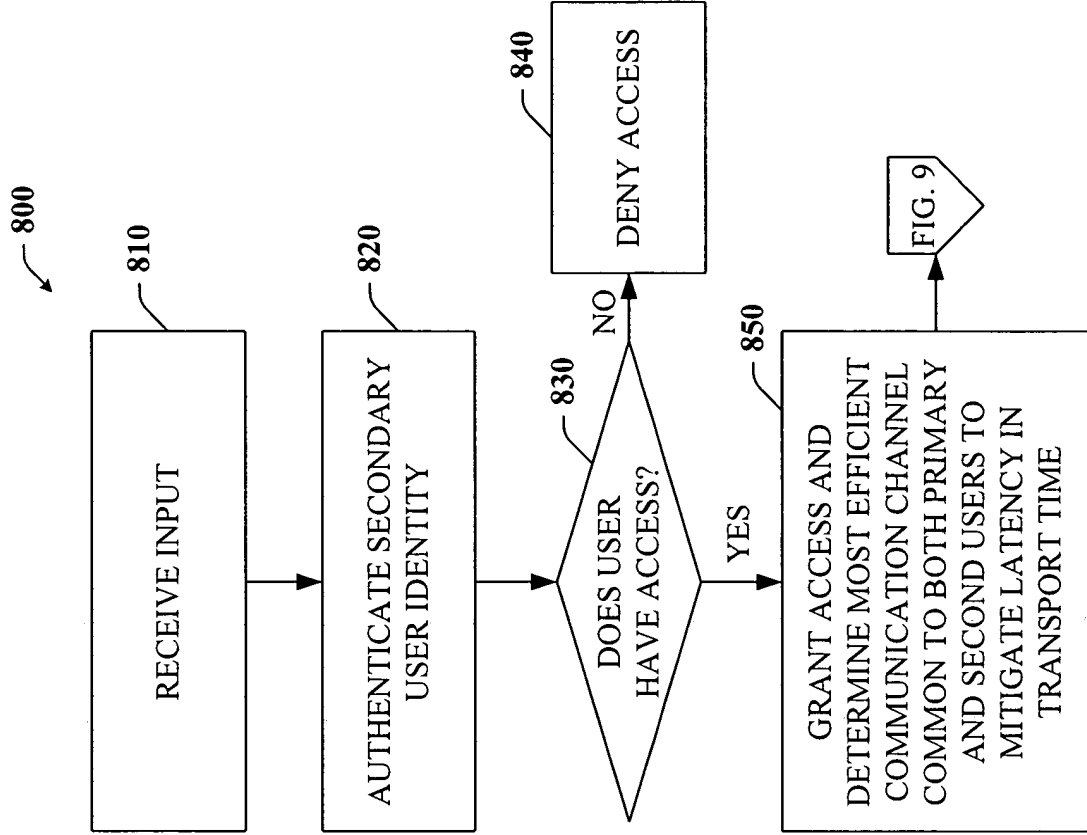 800
810
RECEIVE INPUT
820
AUTHENTICATE SECONDARY
USER IDENTITY
830
DOES USER
HAVE ACCESS?
NO
840
DENY ACCESS
YES
850
GRANT ACCESS AND
DETERMINE MOST EFFICIENT
COMMUNICATION CHANNEL
COMMON TO BOTH PRIMARY
AND SECOND USERS TO
MITIGATE LATENCY IN
TRANSPORT TIME
FIG. 9